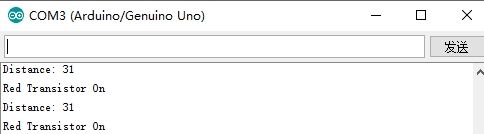 COM3 (Arduino/Genuino Uno)
发送
Distance: 31
Red Transistor On
Distance: 31
Red Transistor On